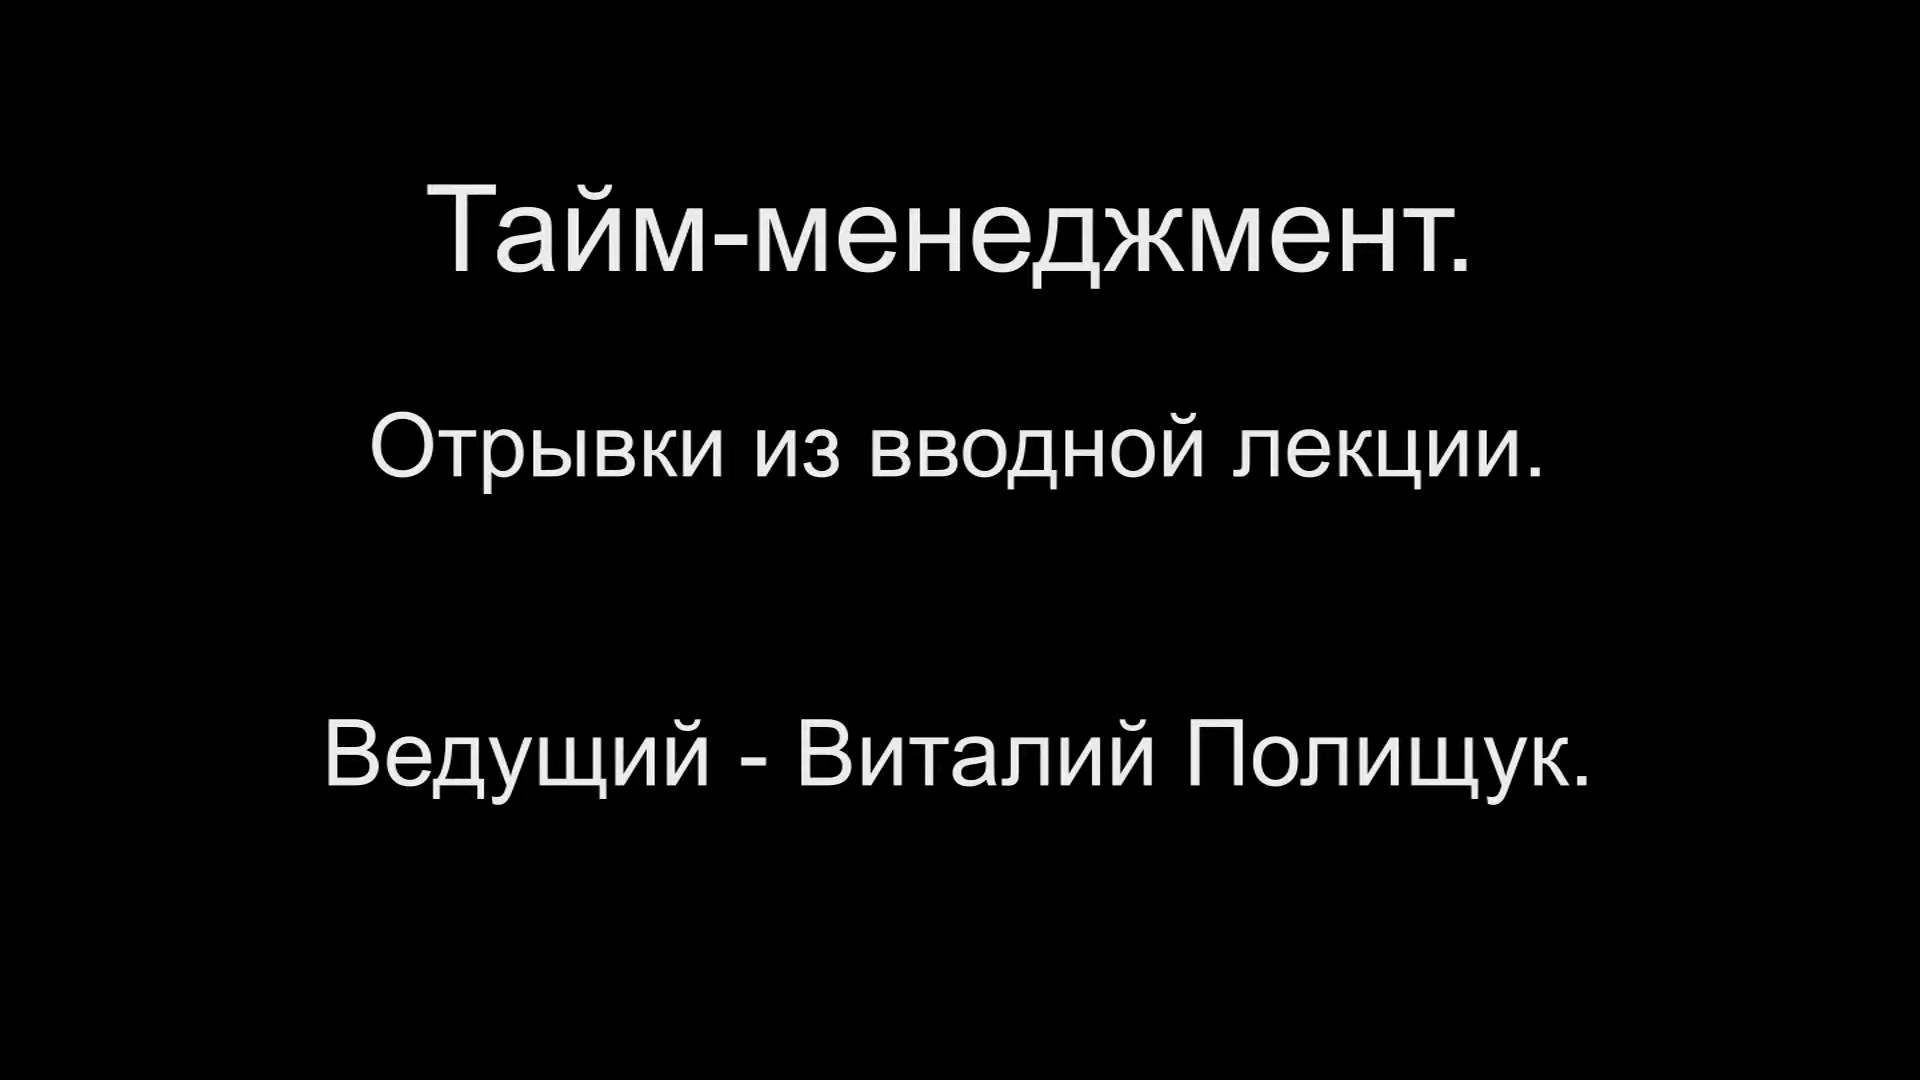 Тайм-менеджмент.
Отрывки из вводной лекции.
Ведущий - Виталий Полищук.